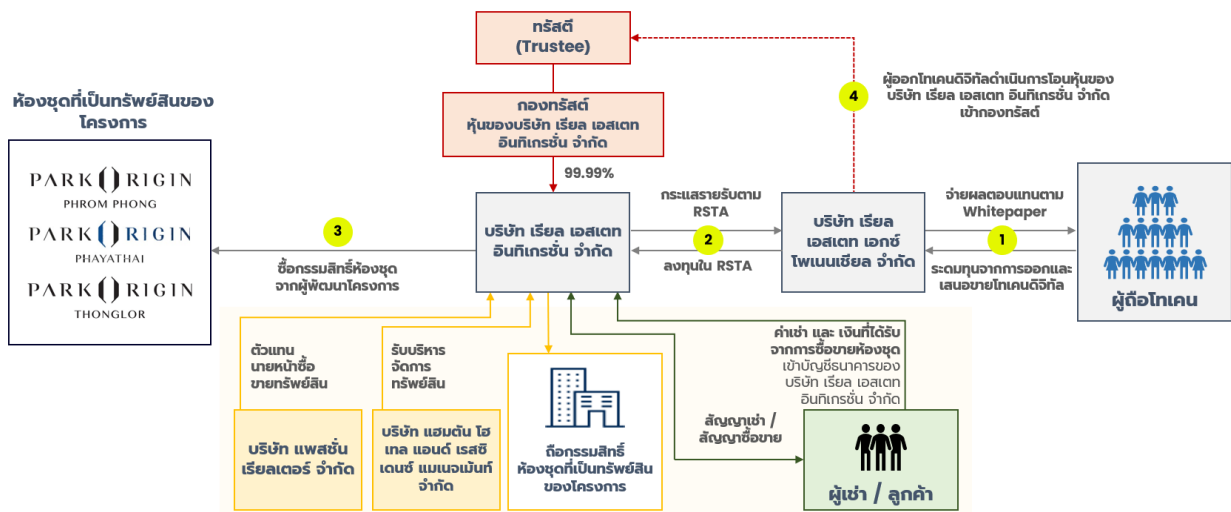 ทรัสตี
(Trustee)
ผู้ออกโทเคนดิจิทัลดำเนินการโอนหุ้นของ
บริษัท เรียล เอสเตท อินทิเกรชั่น จำกัด
เข้ากองทรัสต์
4
ห้องชุดที่เป็นทรัพย์สินของ
โครงการ
กองทรัสต์
หุ้นของบริษัท เรียล เอสเตท
อินทิเกรชั่น จำกัด
99.99%
PARK ORIGIN
PHROM PHONG
PARK ORIGIN
PHAYATHAI
PARK ORIGIN
THONGLOR
3
ซื้อกรรมสิทธิ์ห้องชุด
จากผู้พัฒนาโครงการ
บริษัท เรียล เอสเตท
อินทิเกรชั่น จำกัด
กระแสรายรับตาม
RSTA
2
ลงทุนใน RSTA
บริษัท เรียล
เอสเตท เอกซ์
โพเนนเชียล จำกัด
จ่ายผลตอบแทนตาม
Whitepaper
1
ระดมทุนจากการออกและ
เสนอขายโทเคนดิจิทัล
ผู้ถือโทเคน
ตัวแทน
นายหน้าซื้อ
ขายทรัพย์สิน
รับบริหาร
จัดการ
ทรัพย์สิน
ค่าเช่า และ เงินที่ได้รับ
จากการซื้อขายห้องชุด
เข้าบัญชีธนาคารของ
บริษัท เรียล เอสเตท
อินทิเกรชั่น จำกัด
บริษัท แพสชั่น
เรียลเตอร์ จำกัด
บริษัท แฮมตัน โฮ
เทล แอนด์ เรสซิ
เดนซ์ แมเนจเม้นท์
จำกัด
ถือกรรมสิทธิ์
ห้องชุดที่เป็นทรัพย์สิน
ของโครงการ
สัญญาเช่า /
สัญญาซื้อขาย
ผู้เช่า / ลูกค้า